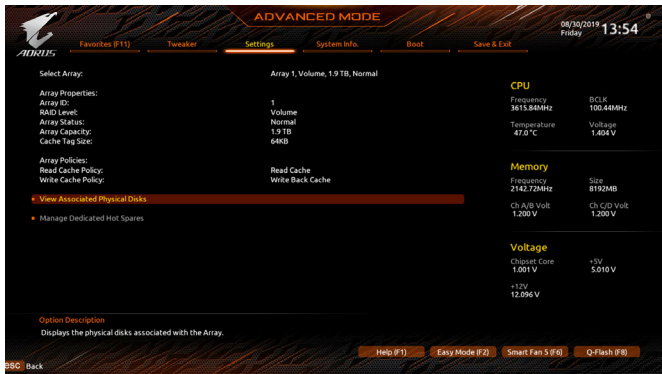 ADVANCED MODE
08/30/2019 13:54
Friday
AORUS
Favorites (F11) Tweaker Settings System Info. Boot Save & Exit
Select Array: Array 1, Volume, 1.9 TB, Normal
Array Properties:
Array ID: 1
RAID Level: Volume
Array Status: Normal
Array Capacity: 1.9 TB
Cache Tag Size: 64KB
Array Policies:
Read Cache Policy: Read Cache
Write Cache Policy: Write Back Cache
View Associated Physical Disks
Manage Dedicated Hot Spares
CPU
Frequency BCLK
3615.84MHz 100.44MHz
Temperature Voltage
47.0 °C 1.404 V
Memory
Frequency Size
2142.72MHz 8192MB
Ch A/B Volt Ch C/D Volt
1.200 V 1.200 V
Voltage
Chipset Core +5V
1.001 V 5.010 V
+12V
12.096 V
Option Description
Displays the physical disks associated with the Array.
Help (F1) Easy Mode (F2) Smart Fan 5 (F6) Q-Flash (F8)
esc Back